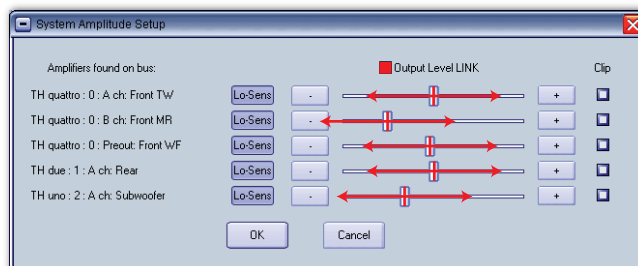 System Amplitude Setup
Amplifiers found on bus: Output Level LINK Clip
TH quattro : 0 : A ch: Front TW Lo-Sens - +
TH quattro : 0 : B ch: Front MR Lo-Sens - +
TH quattro : 0 : Preout: Front WF Lo-Sens - +
TH due : 1 : A ch: Rear Lo-Sens - +
TH uno : 2 : A ch: Subwoofer Lo-Sens - +
OK Cancel